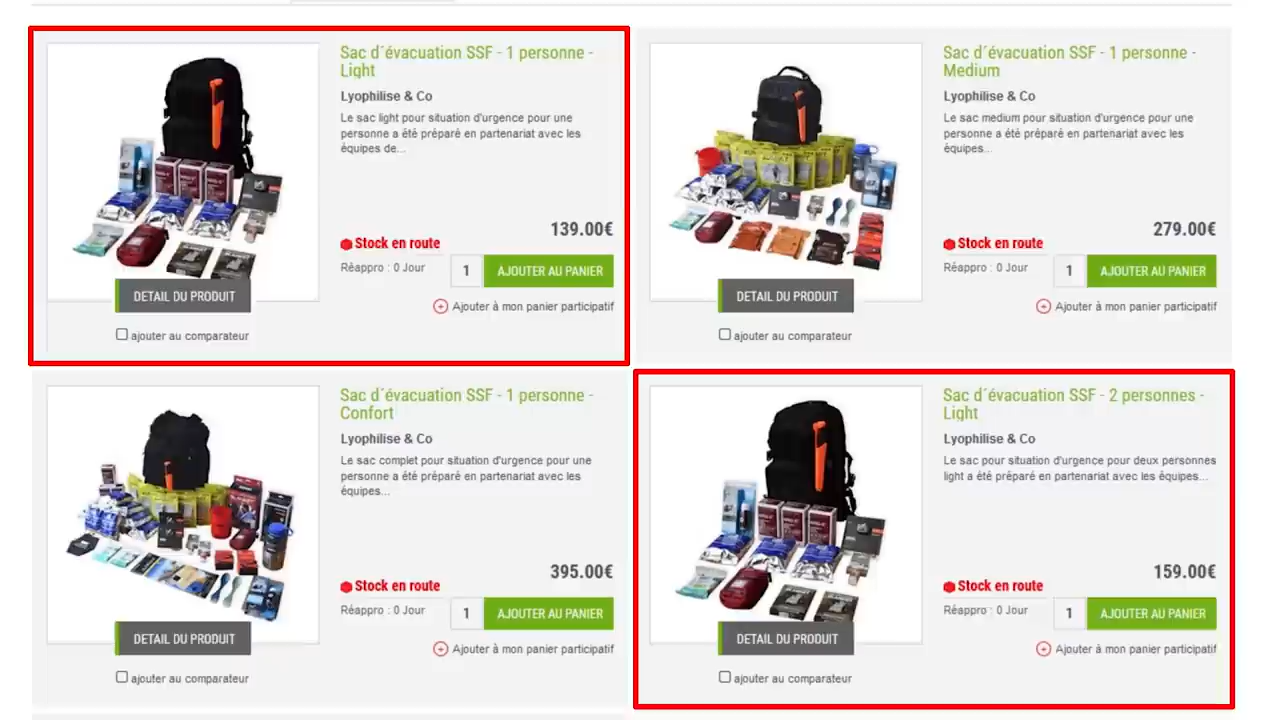 Sac d´évacuation SSF - 1 personne -
Light
Lyophilise & Co
Le sac light pour situation d'urgence pour une
personne a été préparé en partenariat avec les
équipes de...
139.00€
Stock en route
Réappro : 0 Jour
1
AJOUTER AU PANIER
DETAIL DU PRODUIT
Ajouter à mon panier participatif
ajouter au comparateur
Sac d´évacuation SSF - 1 personne -
Medium
Lyophilise & Co
Le sac medium pour situation d'urgence pour une
personne a été préparé en partenariat avec les
équipes...
279.00€
Stock en route
Réappro : 0 Jour
1
AJOUTER AU PANIER
DETAIL DU PRODUIT
Ajouter à mon panier participatif
ajouter au comparateur
Sac d´évacuation SSF - 1 personne -
Confort
Lyophilise & Co
Le sac complet pour situation d'urgence pour une
personne a été préparé en partenariat avec les
équipes...
395.00€
Stock en route
Réappro : 0 Jour
1
AJOUTER AU PANIER
DETAIL DU PRODUIT
Ajouter à mon panier participatif
ajouter au comparateur
Sac d´évacuation SSF - 2 personnes -
Light
Lyophilise & Co
Le sac pour situation d'urgence pour deux personnes
light a été préparé en partenariat avec les équipes...
159.00€
Stock en route
Réappro : 0 Jour
1
AJOUTER AU PANIER
DETAIL DU PRODUIT
Ajouter à mon panier participatif
ajouter au comparateur